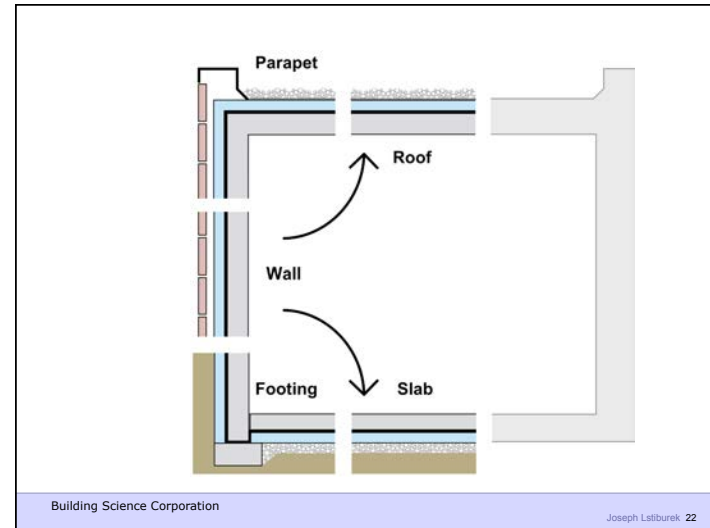 Parapet
Roof
Wall
Footing
Slab
Building Science Corporation
Joseph Lstiburek 22